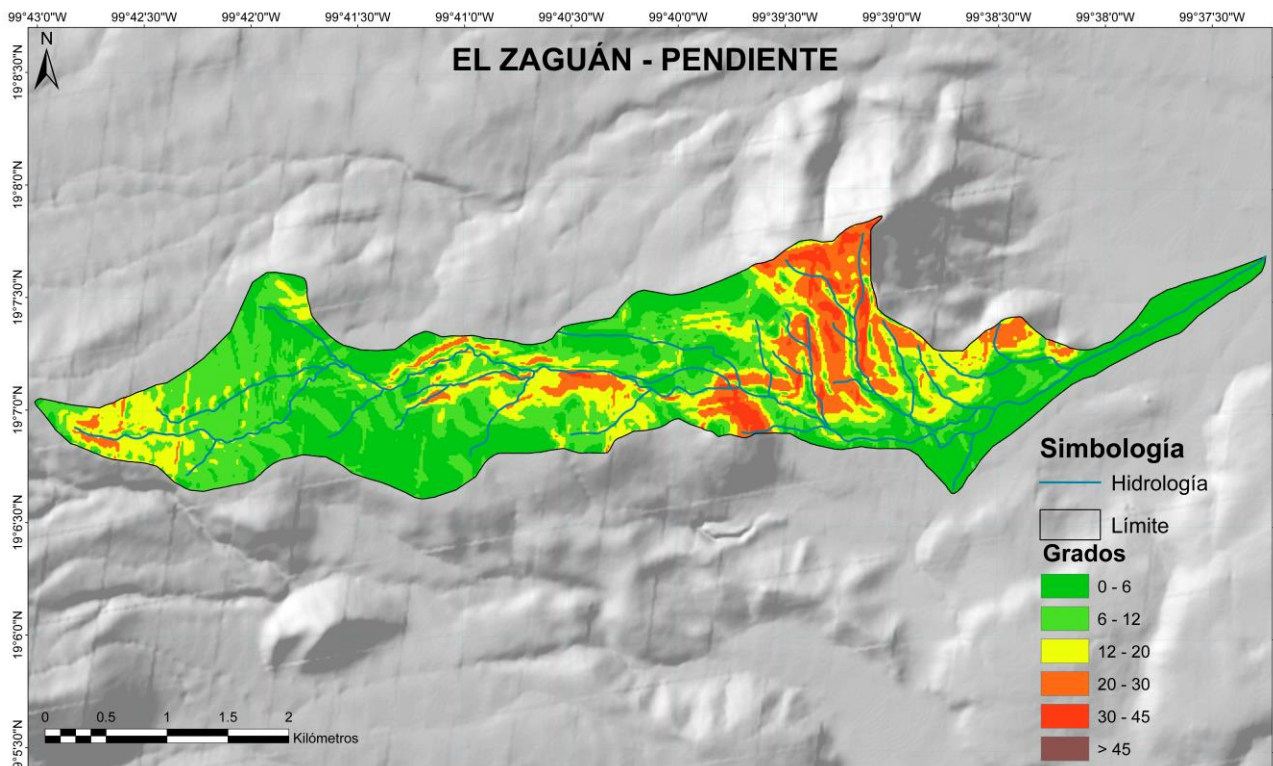 99°43'0"W 99°42'30"W 99°42'0"W 99°41'30"W 99°41'0"W 99°40'30"W 99°40'0"W 99°39'30"W 99°39'0"W 99°38'30"W 99°38'0"W 99°37'30"W
N
EL ZAGUÁN - PENDIENTE
19°8'30"N
19°8'0"N
19°7'30"N
19°7'0"N
19°6'30"N
19°6'0"N
19°5'30"N
Simbología
Hidrología
Límite
Grados
0 - 6
6 - 12
12 - 20
20 - 30
30 - 45
> 45
0 0.5 1 1.5 2
Kilómetros